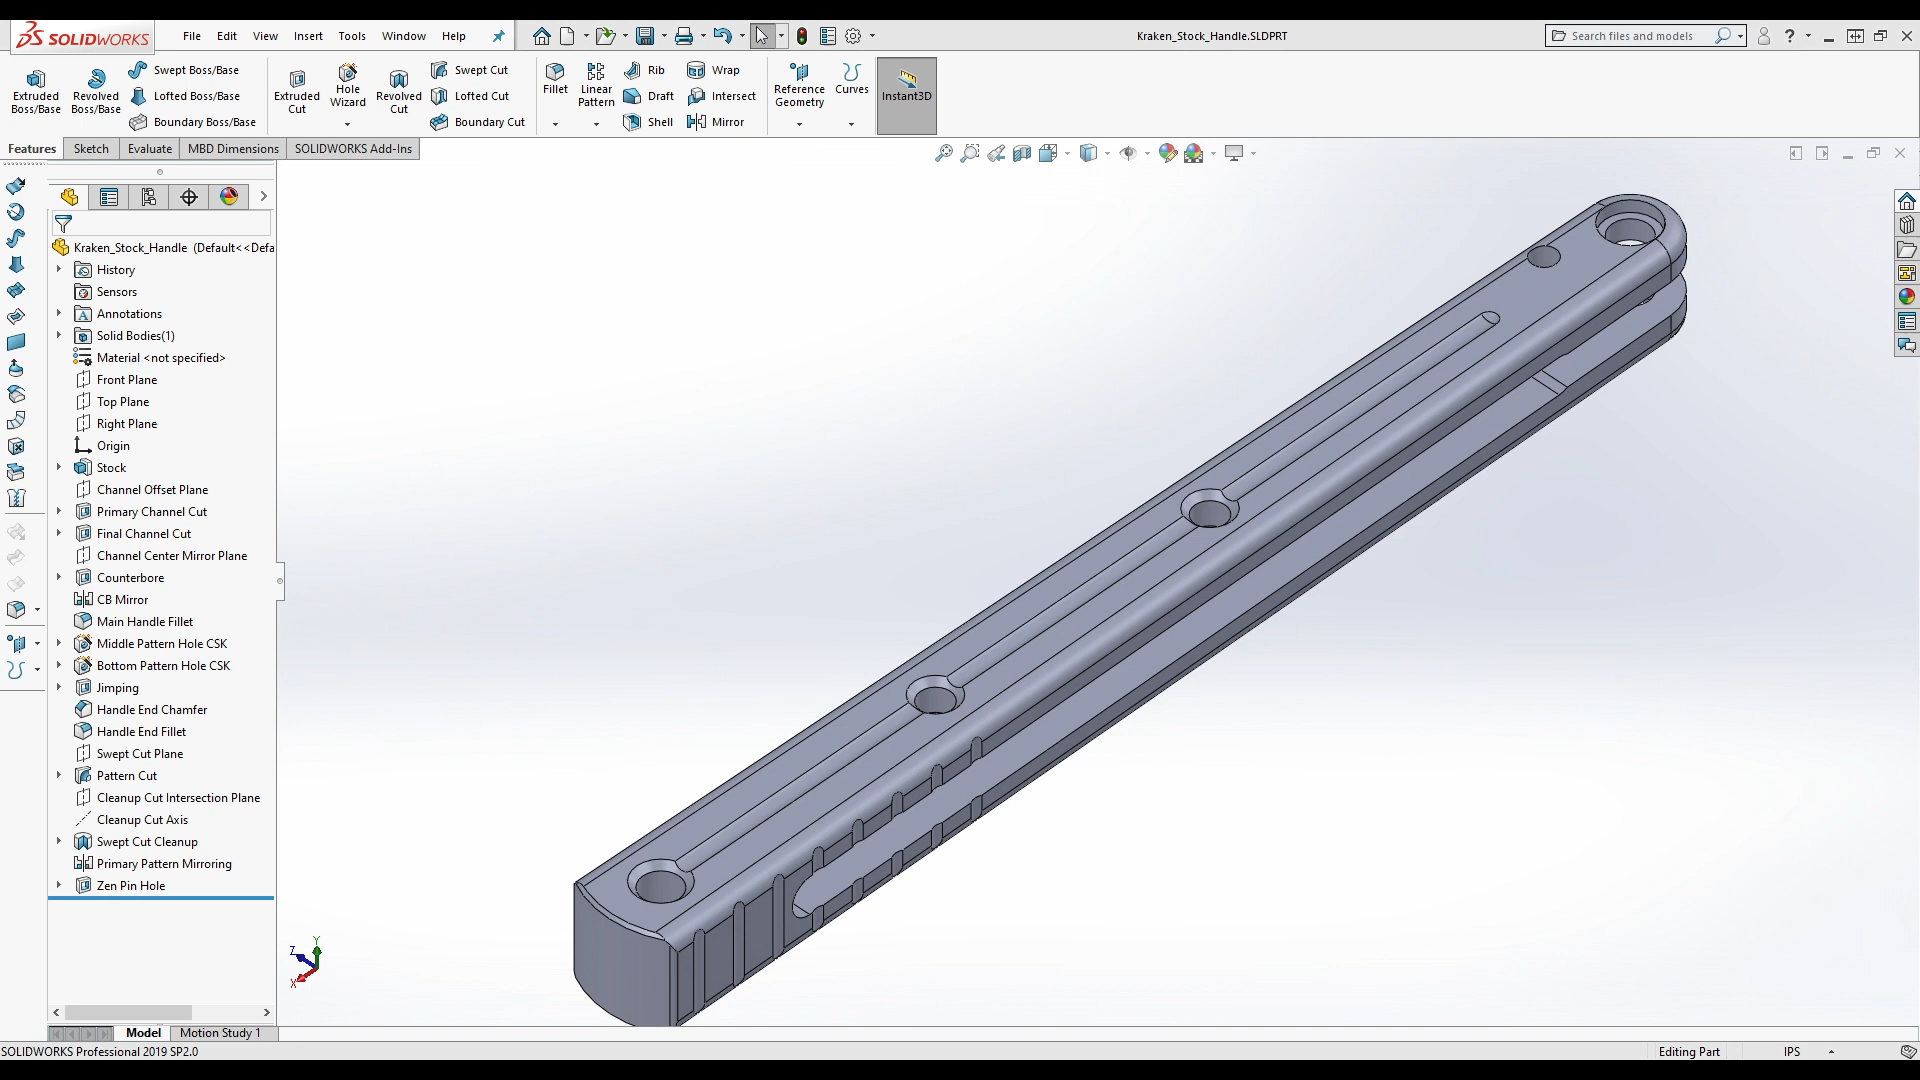 SOLIDWORKS File Edit View Insert Tools Window Help Kraken_Stock_Handle.SLDPRT Search files and models ?
Extruded Boss/Base
Revolved Boss/Base
Swept Boss/Base
Lofted Boss/Base
Boundary Boss/Base
Extruded Cut
Hole Wizard
Revolved Cut
Swept Cut
Lofted Cut
Boundary Cut
Fillet
Linear Pattern
Rib
Draft
Shell
Wrap
Intersect
Mirror
Reference Geometry
Curves
Instant3D
Features Sketch Evaluate MBD Dimensions SOLIDWORKS Add-Ins
Kraken_Stock_Handle (Default<<Defa
History
Sensors
A Annotations
Solid Bodies(1)
Material <not specified>
Front Plane
Top Plane
Right Plane
Origin
Stock
Channel Offset Plane
Primary Channel Cut
Final Channel Cut
Channel Center Mirror Plane
Counterbore
CB Mirror
Main Handle Fillet
Middle Pattern Hole CSK
Bottom Pattern Hole CSK
Jimping
Handle End Chamfer
Handle End Fillet
Swept Cut Plane
Pattern Cut
Cleanup Cut Intersection Plane
Cleanup Cut Axis
Swept Cut Cleanup
Primary Pattern Mirroring
Zen Pin Hole
Y
Z
X
Model Motion Study 1
SOLIDWORKS Professional 2019 SP2.0 Editing Part IPS